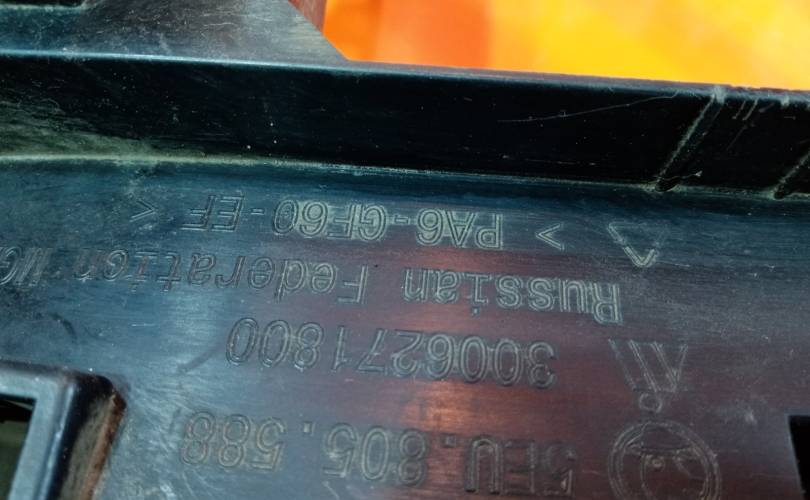 5EU.805.588
3006271800
Russian Federation
> PA6-GF60-EF <